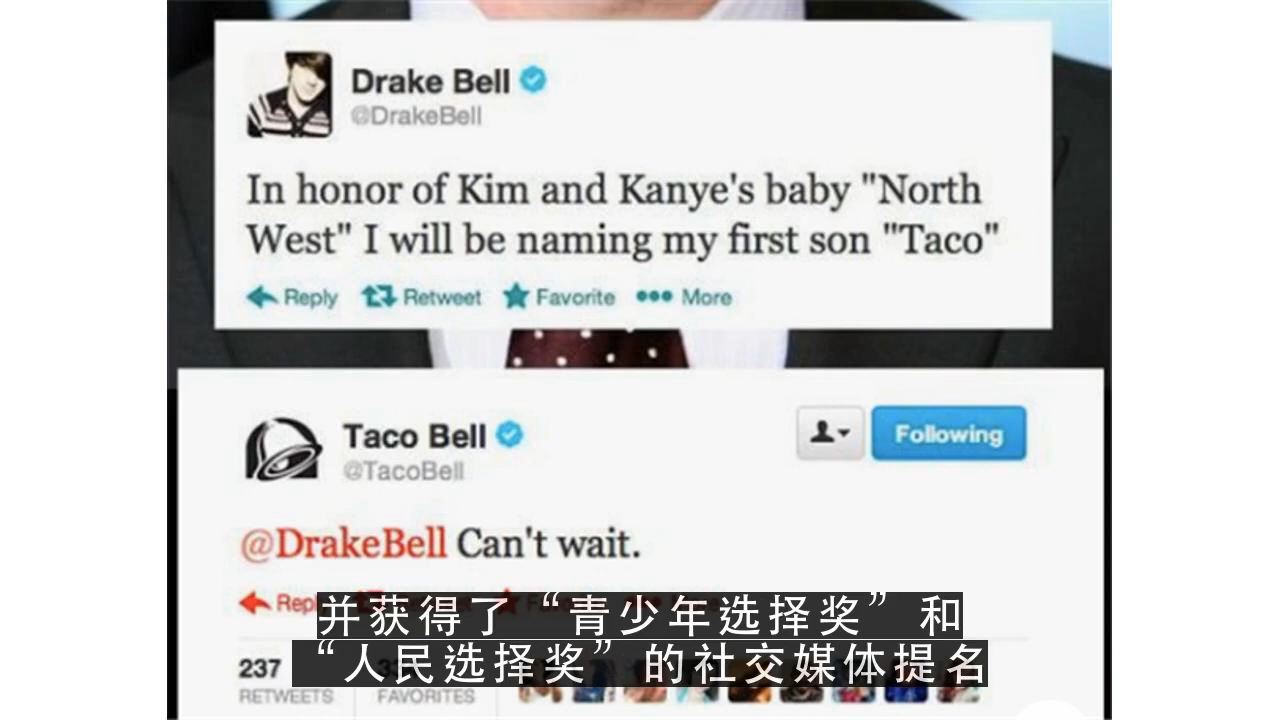 Drake Bell
@DrakeBell
In honor of Kim and Kanye's baby "North
West" I will be naming my first son "Taco"
Reply Retweet Favorite More
Taco Bell
@TacoBell
Following
@DrakeBell Can't wait.
并获得了“青少年选择奖”和
“人民选择奖”的社交媒体提名
237
RETWEETS FAVORITES